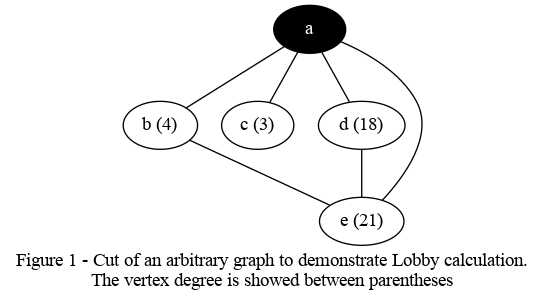 a
b (4)
c (3)
d (18)
e (21)
Figure 1 - Cut of an arbitrary graph to demonstrate Lobby calculation.
The vertex degree is showed between parentheses